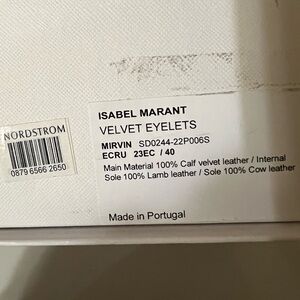 ISABEL MARANT
VELVET EYELETS
NORDSTROM
MIRVIN SD0244-22P006S
ECRU 23EC / 40
0879 6566 2650
Main Material 100% Calf velvet leather / Internal
Sole 100% Lamb leather / Sole 100% Cow leather
Made in Portugal